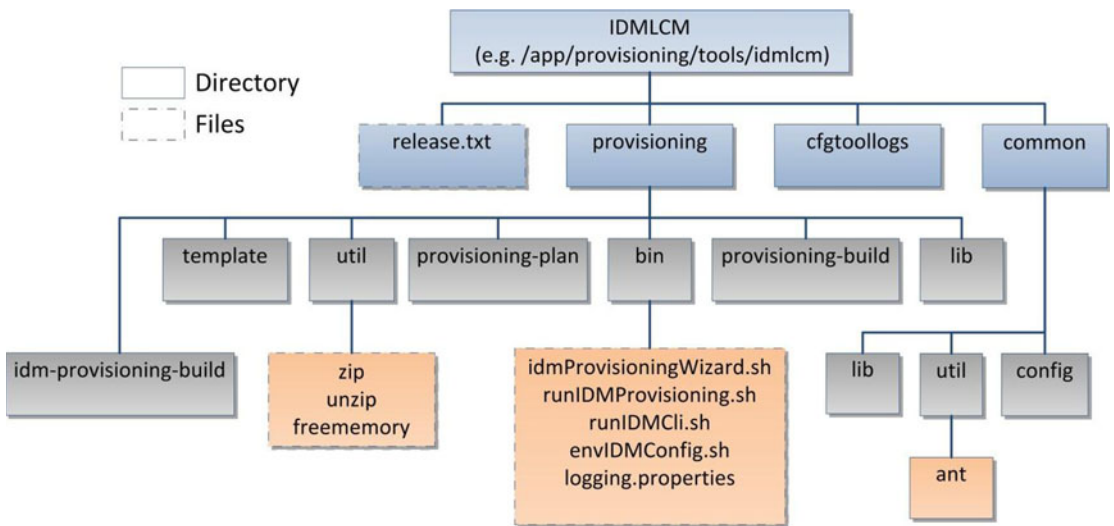 IDMLCM
(e.g. /app/provisioning/tools/idmlcm)
Directory
Files
release.txt
provisioning
cfgtoollogs
common
template
util
provisioning-plan
bin
provisioning-build
lib
idm-provisioning-build
zip
unzip
freememory
idmProvisioningWizard.sh
runIDMProvisioning.sh
runIDMCli.sh
envIDMConfig.sh
logging.properties
lib
util
config
ant